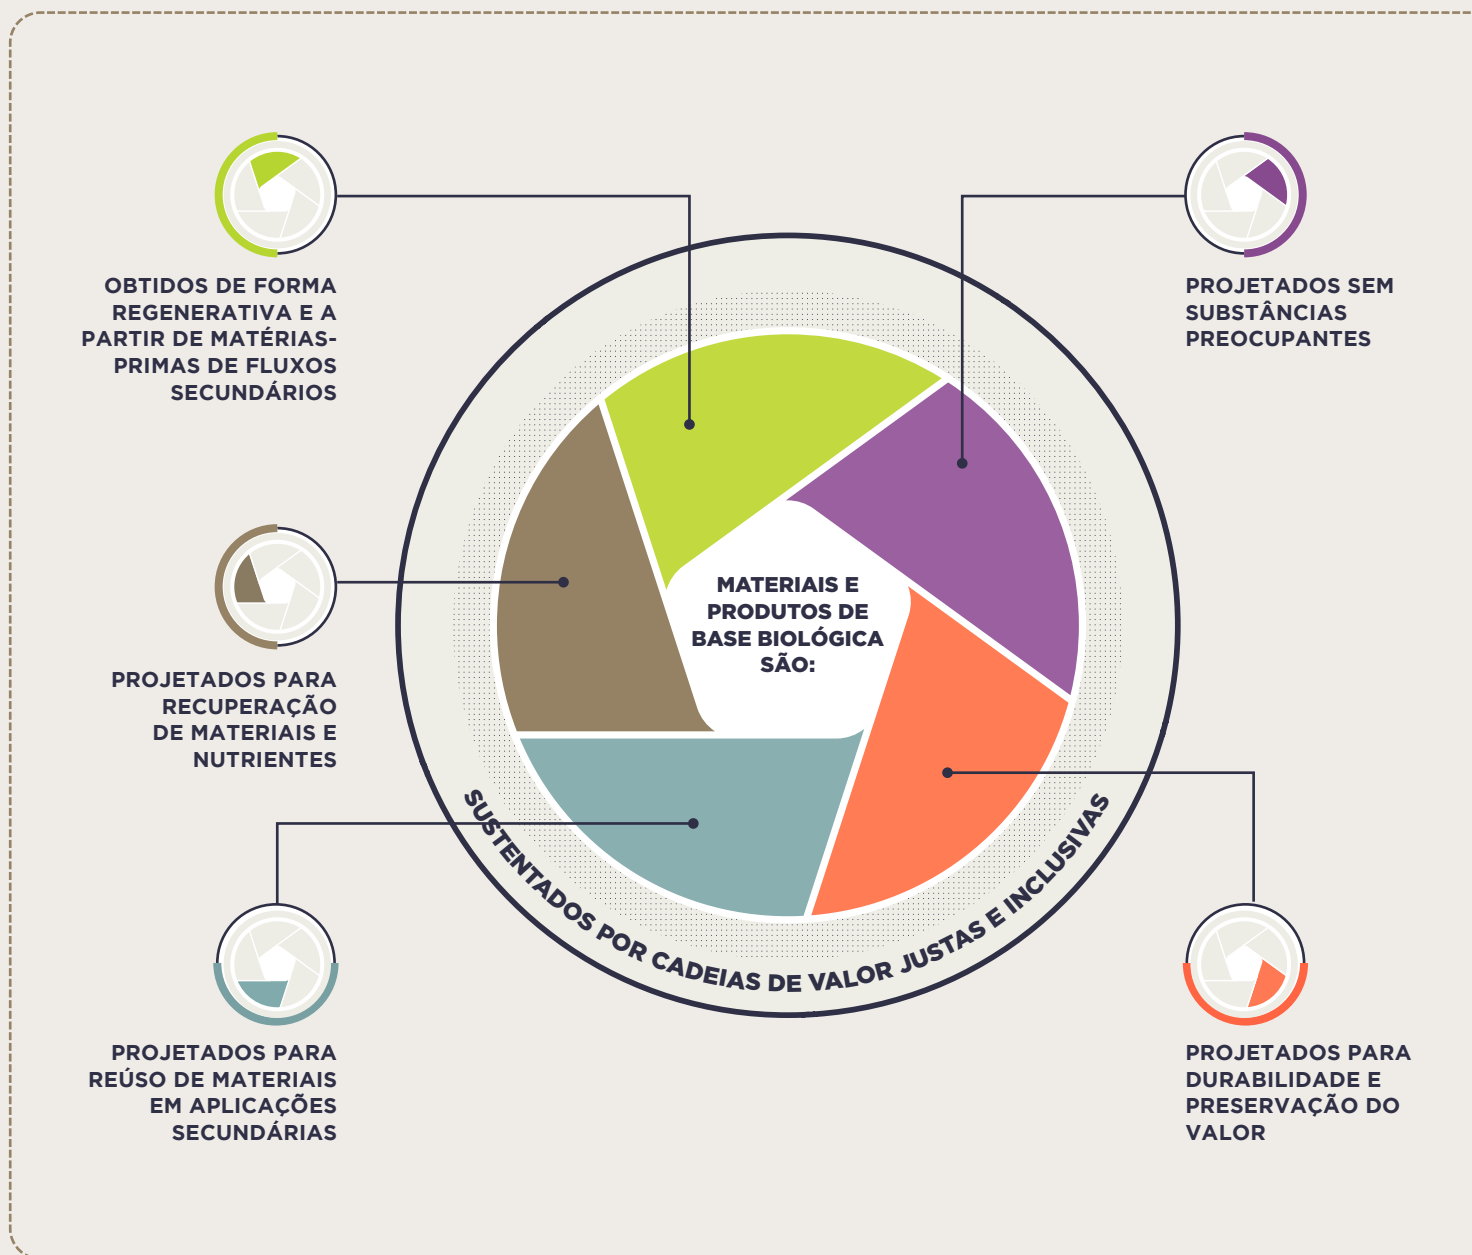 OBTIDOS DE FORMA
REGENERATIVA E A
PARTIR DE MATÉRIAS-
PRIMAS DE FLUXOS
SECUNDÁRIOS
PROJETADOS SEM
SUBSTÂNCIAS
PREOCUPANTES
MATERIAIS E
PRODUTOS DE
BASE BIOLÓGICA
SÃO:
PROJETADOS PARA
RECUPERAÇÃO
DE MATERIAIS E
NUTRIENTES
SUSTENTADOS POR CADEIAS DE VALOR JUSTAS E INCLUSIVAS
PROJETADOS PARA
REÚSO DE MATERIAIS
EM APLICAÇÕES
SECUNDÁRIAS
PROJETADOS PARA
DURABILIDADE E
PRESERVAÇÃO DO
VALOR